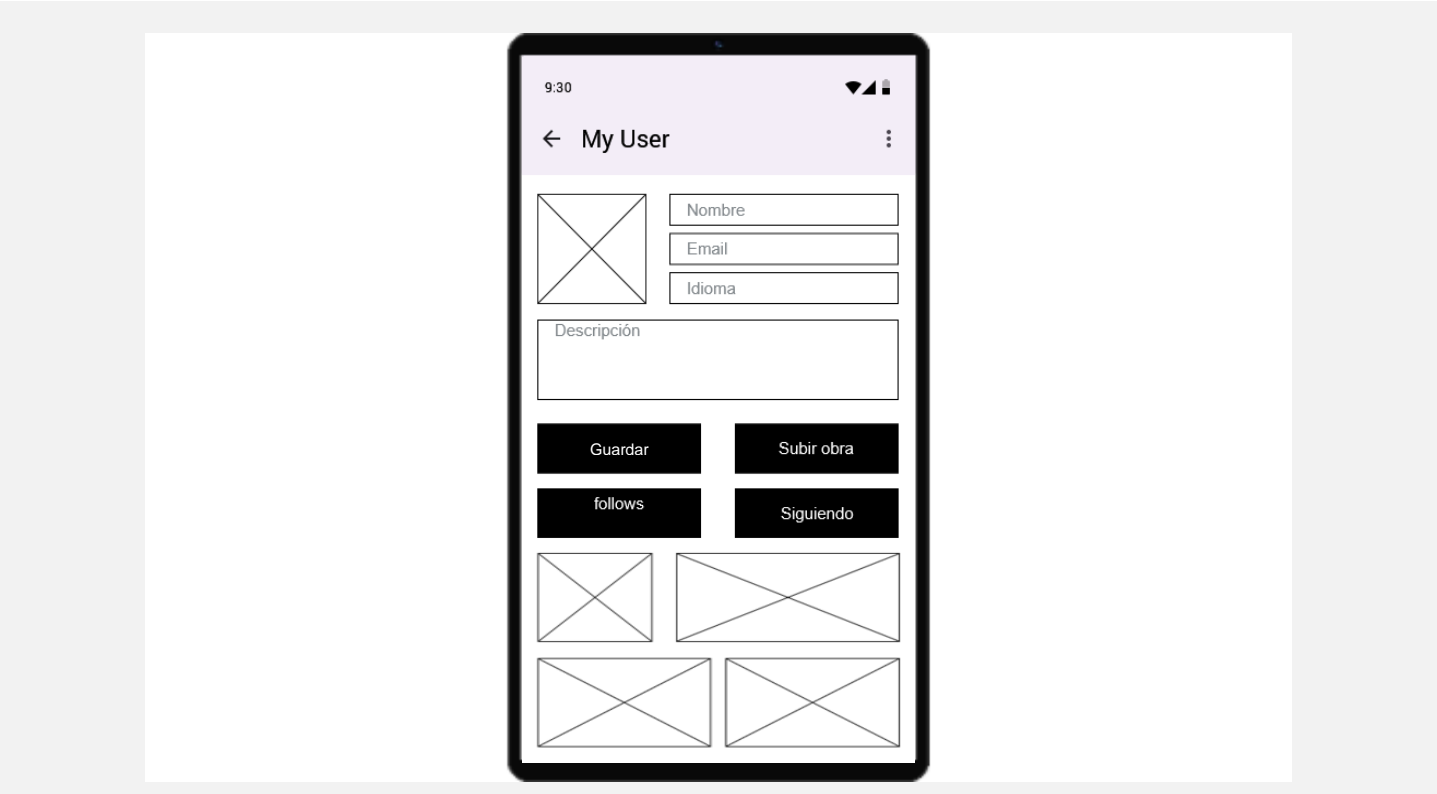 9:30
My User
Nombre
Email
Idioma
Descripción
Guardar
Subir obra
follows
Siguiendo